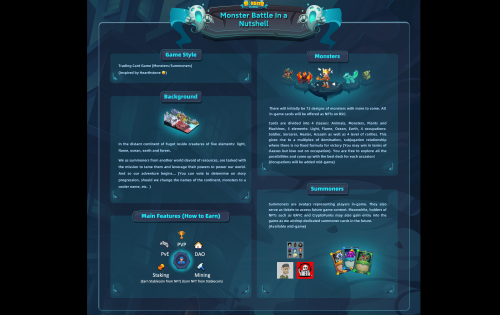 Monster Battle in a
Nutshell
Game Style
Trading Card Game (Monsters/Summoners)
(Inspired by Hearthstone )
Background
In the distant continent of Suged inside creatures of five elements: light,
flame, ocean, earth and forest.
We as summoners from another world devoid of resources, are tasked with
the mission to tame them and leverage their powers to power our world.
And so our adventure begins... (You can vote to determine on story
progression, should we change the names of the continent, monsters to a
cooler name, etc. )
Main Features (How to Earn)
PVP
PvE
DAO
Staking
Mining
(Earn Stablecoin from NFT)
(Earn NFT from Stablecoin)
Monsters
There will initially be 72 designs of monsters with more to come. All
in-game cards will be offered as NFTs on BSC.
Cards are divided into 4 classes: Animals, Monsters, Plants and
Machines, 5 elements: Light, Flame, Ocean, Earth, 4 occupations:
Soldier, Sorcerer, Healer, Assassin as well as 4 level of rarities. This
gives rise to a multiplex form of domination, subjugation relationship
where there is no fixed formula for victory (You may win in terms of
classes but lose out on occupation). You are free to explore all the
possibilities and come up with the best deck for each occasion!
(Occupations will be added mid-game)
Summoners
Summoners are avatars representing players in-game. They also
serve as tickets to access future game content. Meanwhile, holders
of NFTs such as BAYC and CryptoPunks may also gain entry into the
game as we airdrop dedicated summoner cards in the future.
(Available end-game)